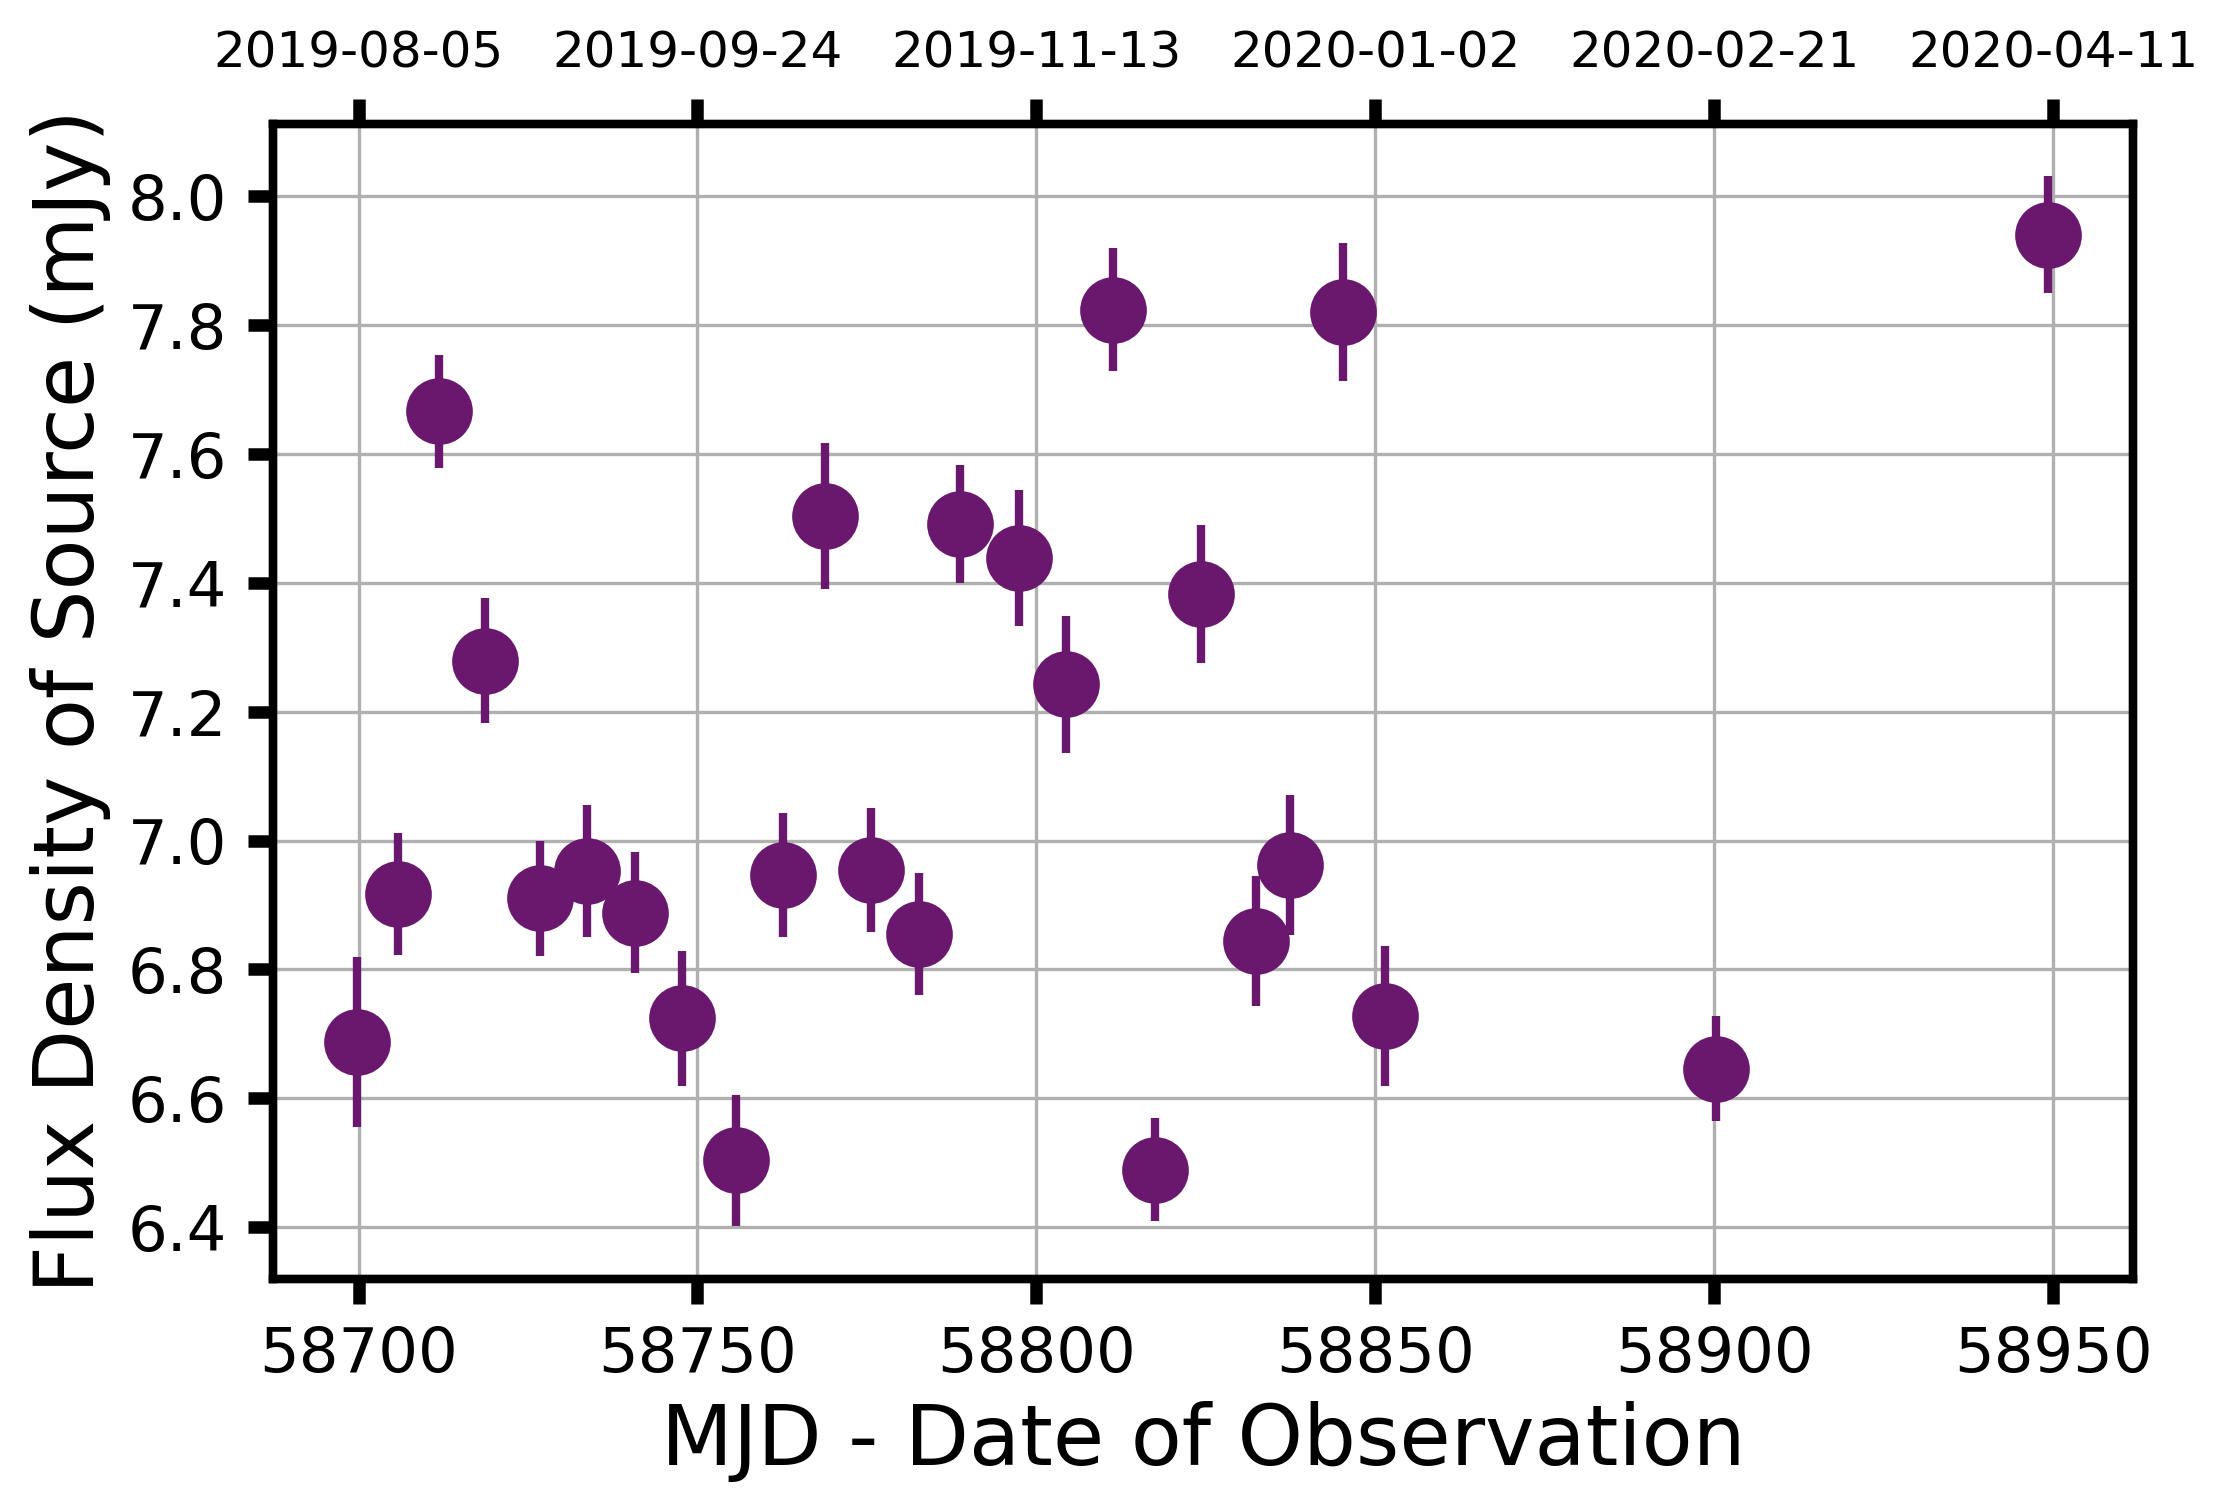 2019-08-05 2019-09-24 2019-11-13 2020-01-02 2020-02-21 2020-04-11
Flux Density of Source (mJy)
8.0
7.8
7.6
7.4
7.2
7.0
6.8
6.6
6.4
58700 58750 58800 58850 58900 58950
MJD - Date of Observation